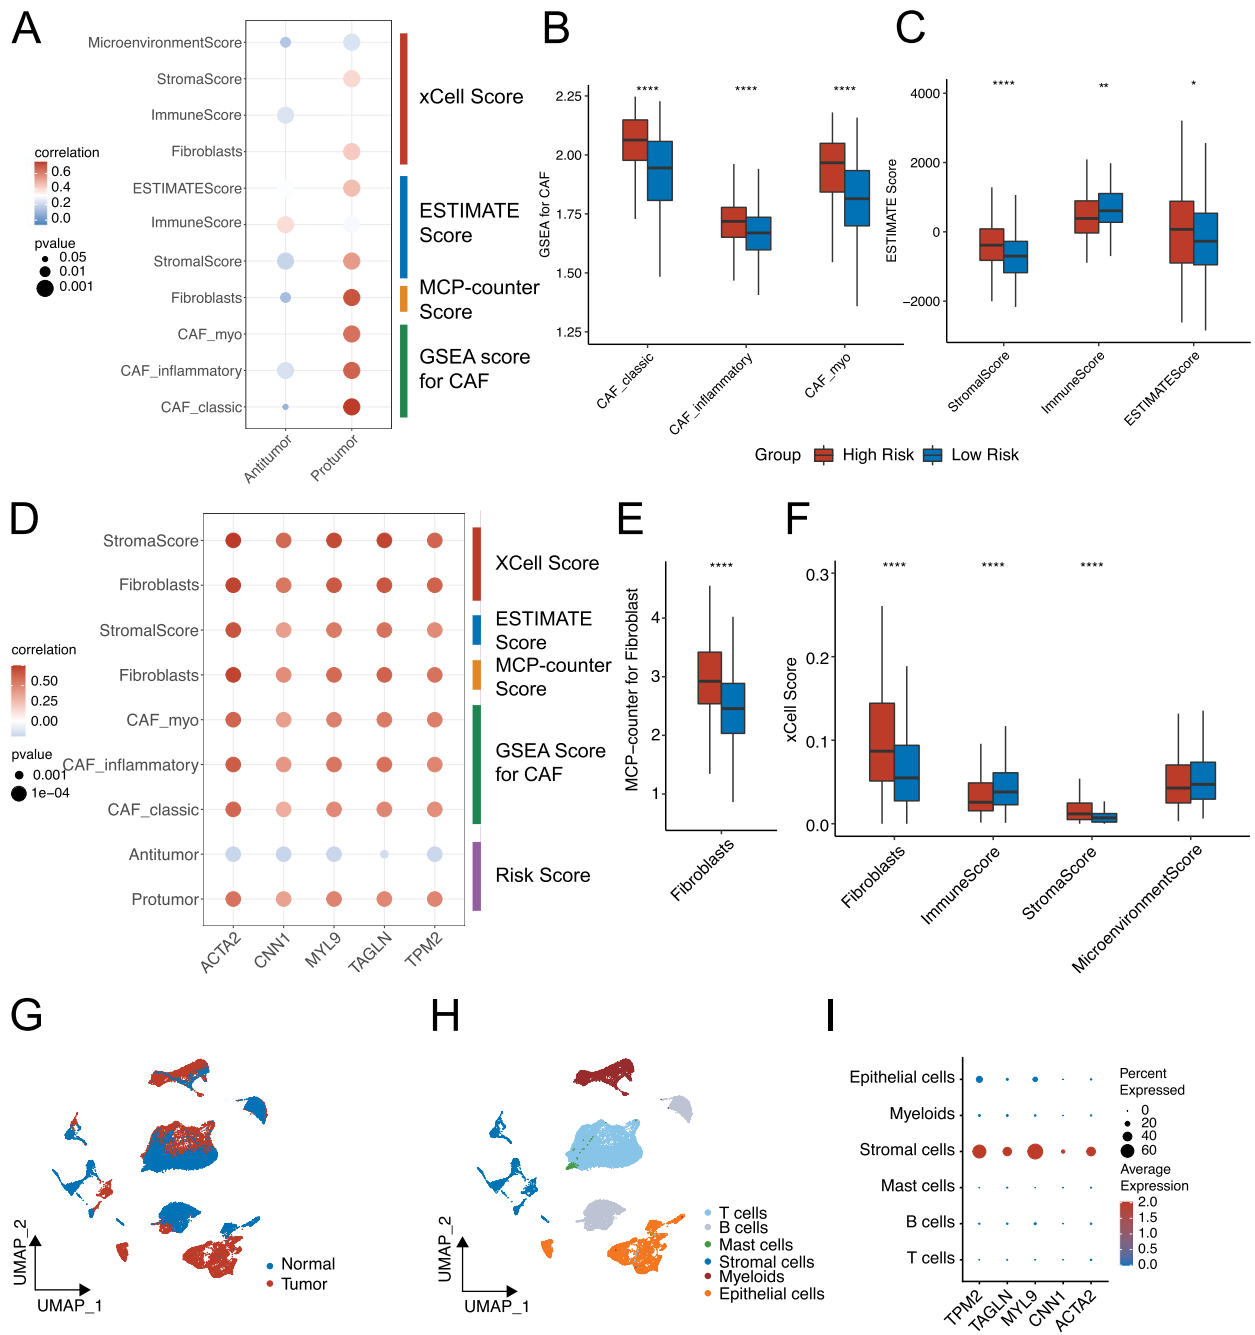 A
MicroenvironmentScore
StromaScore
ImmuneScore
Fibroblasts
ESTIMATEScore
ImmuneScore
StromalScore
Fibroblasts
CAF_myo
CAF_inflammatory
CAF_classic
Antitumor
Protumor
correlation
0.6
0.4
0.2
0.0
pvalue
0.05
0.01
0.001
xCell Score
ESTIMATE
Score
MCP-counter
Score
GSEA score
for CAF
B
GSEA for CAF
2.25
2.00
1.75
1.50
1.25
****
****
****
CAF_classic
CAF_inflammatory
CAF_myo
C
ESTIMATE Score
4000
2000
0
−2000
****
**
*
StromalScore
ImmuneScore
ESTIMATEScore
Group High Risk Low Risk
D
StromaScore
Fibroblasts
StromalScore
Fibroblasts
CAF_myo
CAF_inflammatory
CAF_classic
Antitumor
Protumor
ACTA2
CNN1
MYL9
TAGLN
TPM2
correlation
0.50
0.25
0.00
pvalue
0.001
1e−04
XCell Score
ESTIMATE
Score
MCP-counter
Score
GSEA Score
for CAF
Risk Score
E
MCP−counter for Fibroblast
4
3
2
1
****
Fibroblasts
F
xCell Score
0.3
0.2
0.1
0.0
****
****
****
Fibroblasts
ImmuneScore
StromaScore
MicroenvironmentScore
G
UMAP_2
UMAP_1
Normal
Tumor
H
UMAP_2
UMAP_1
T cells
B cells
Mast cells
Stromal cells
Myeloids
Epithelial cells
I
Epithelial cells
Myeloids
Stromal cells
Mast cells
B cells
T cells
TPM2
TAGLN
MYL9
CNN1
ACTA2
Percent
Expressed
0
20
40
60
Average
Expression
2.0
1.5
1.0
0.5
0.0